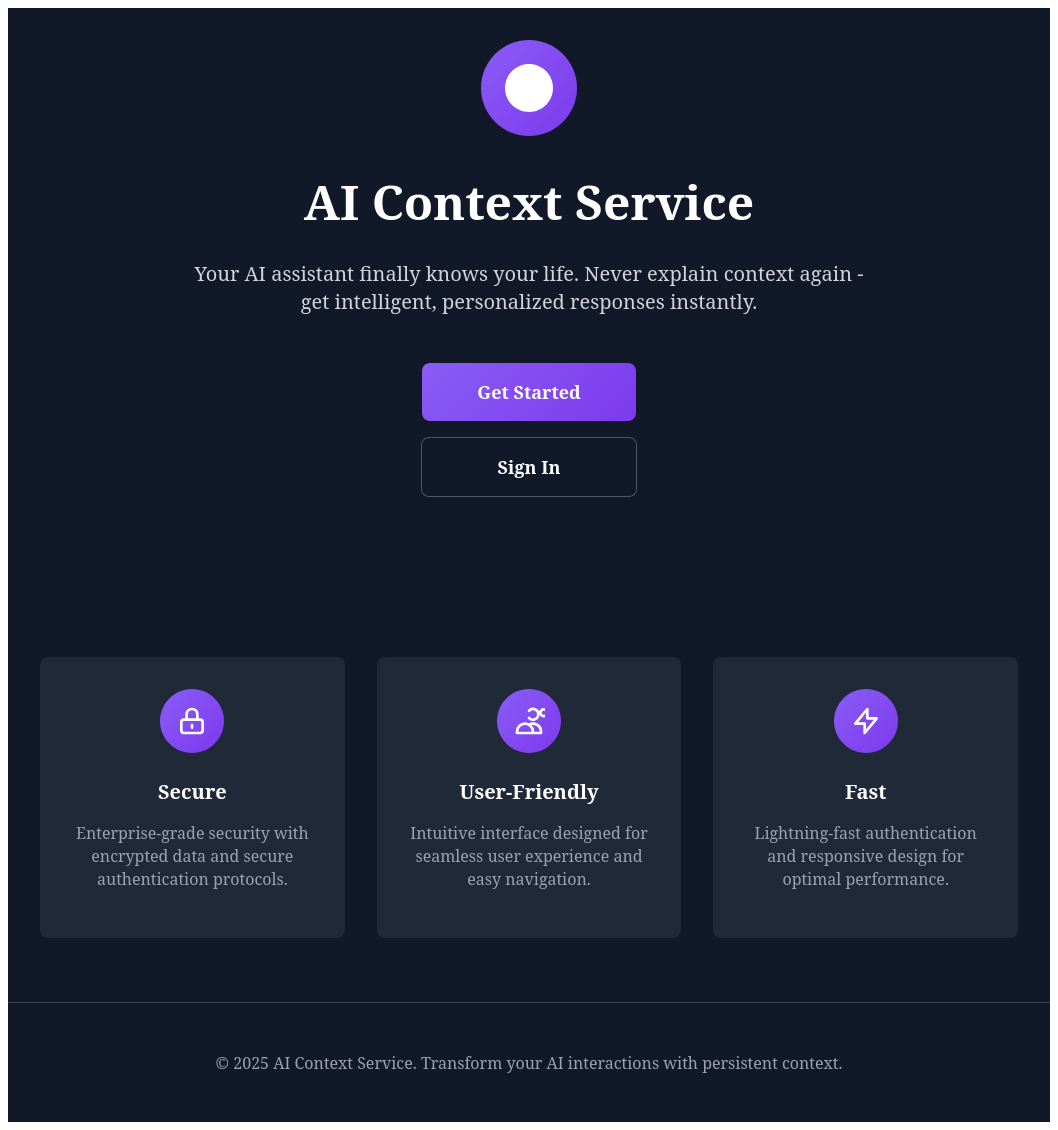 AI Context Service
Your AI assistant finally knows your life. Never explain context again -
get intelligent, personalized responses instantly.
Get Started
Sign In
Secure
Enterprise-grade security with
encrypted data and secure
authentication protocols.
User-Friendly
Intuitive interface designed for
seamless user experience and
easy navigation.
Fast
Lightning-fast authentication
and responsive design for
optimal performance.
© 2025 AI Context Service. Transform your AI interactions with persistent context.